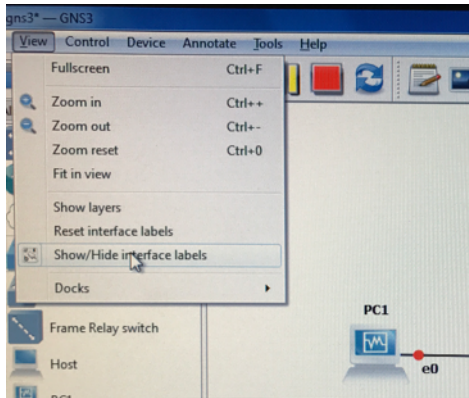 gns3* — GNS3
View Control Device Annotate Tools Help
Fullscreen Ctrl+F
Zoom in Ctrl++
Zoom out Ctrl+-
Zoom reset Ctrl+0
Fit in view
Show layers
Reset interface labels
Show/Hide interface labels
Docks
Frame Relay switch
Host
PC1
e0